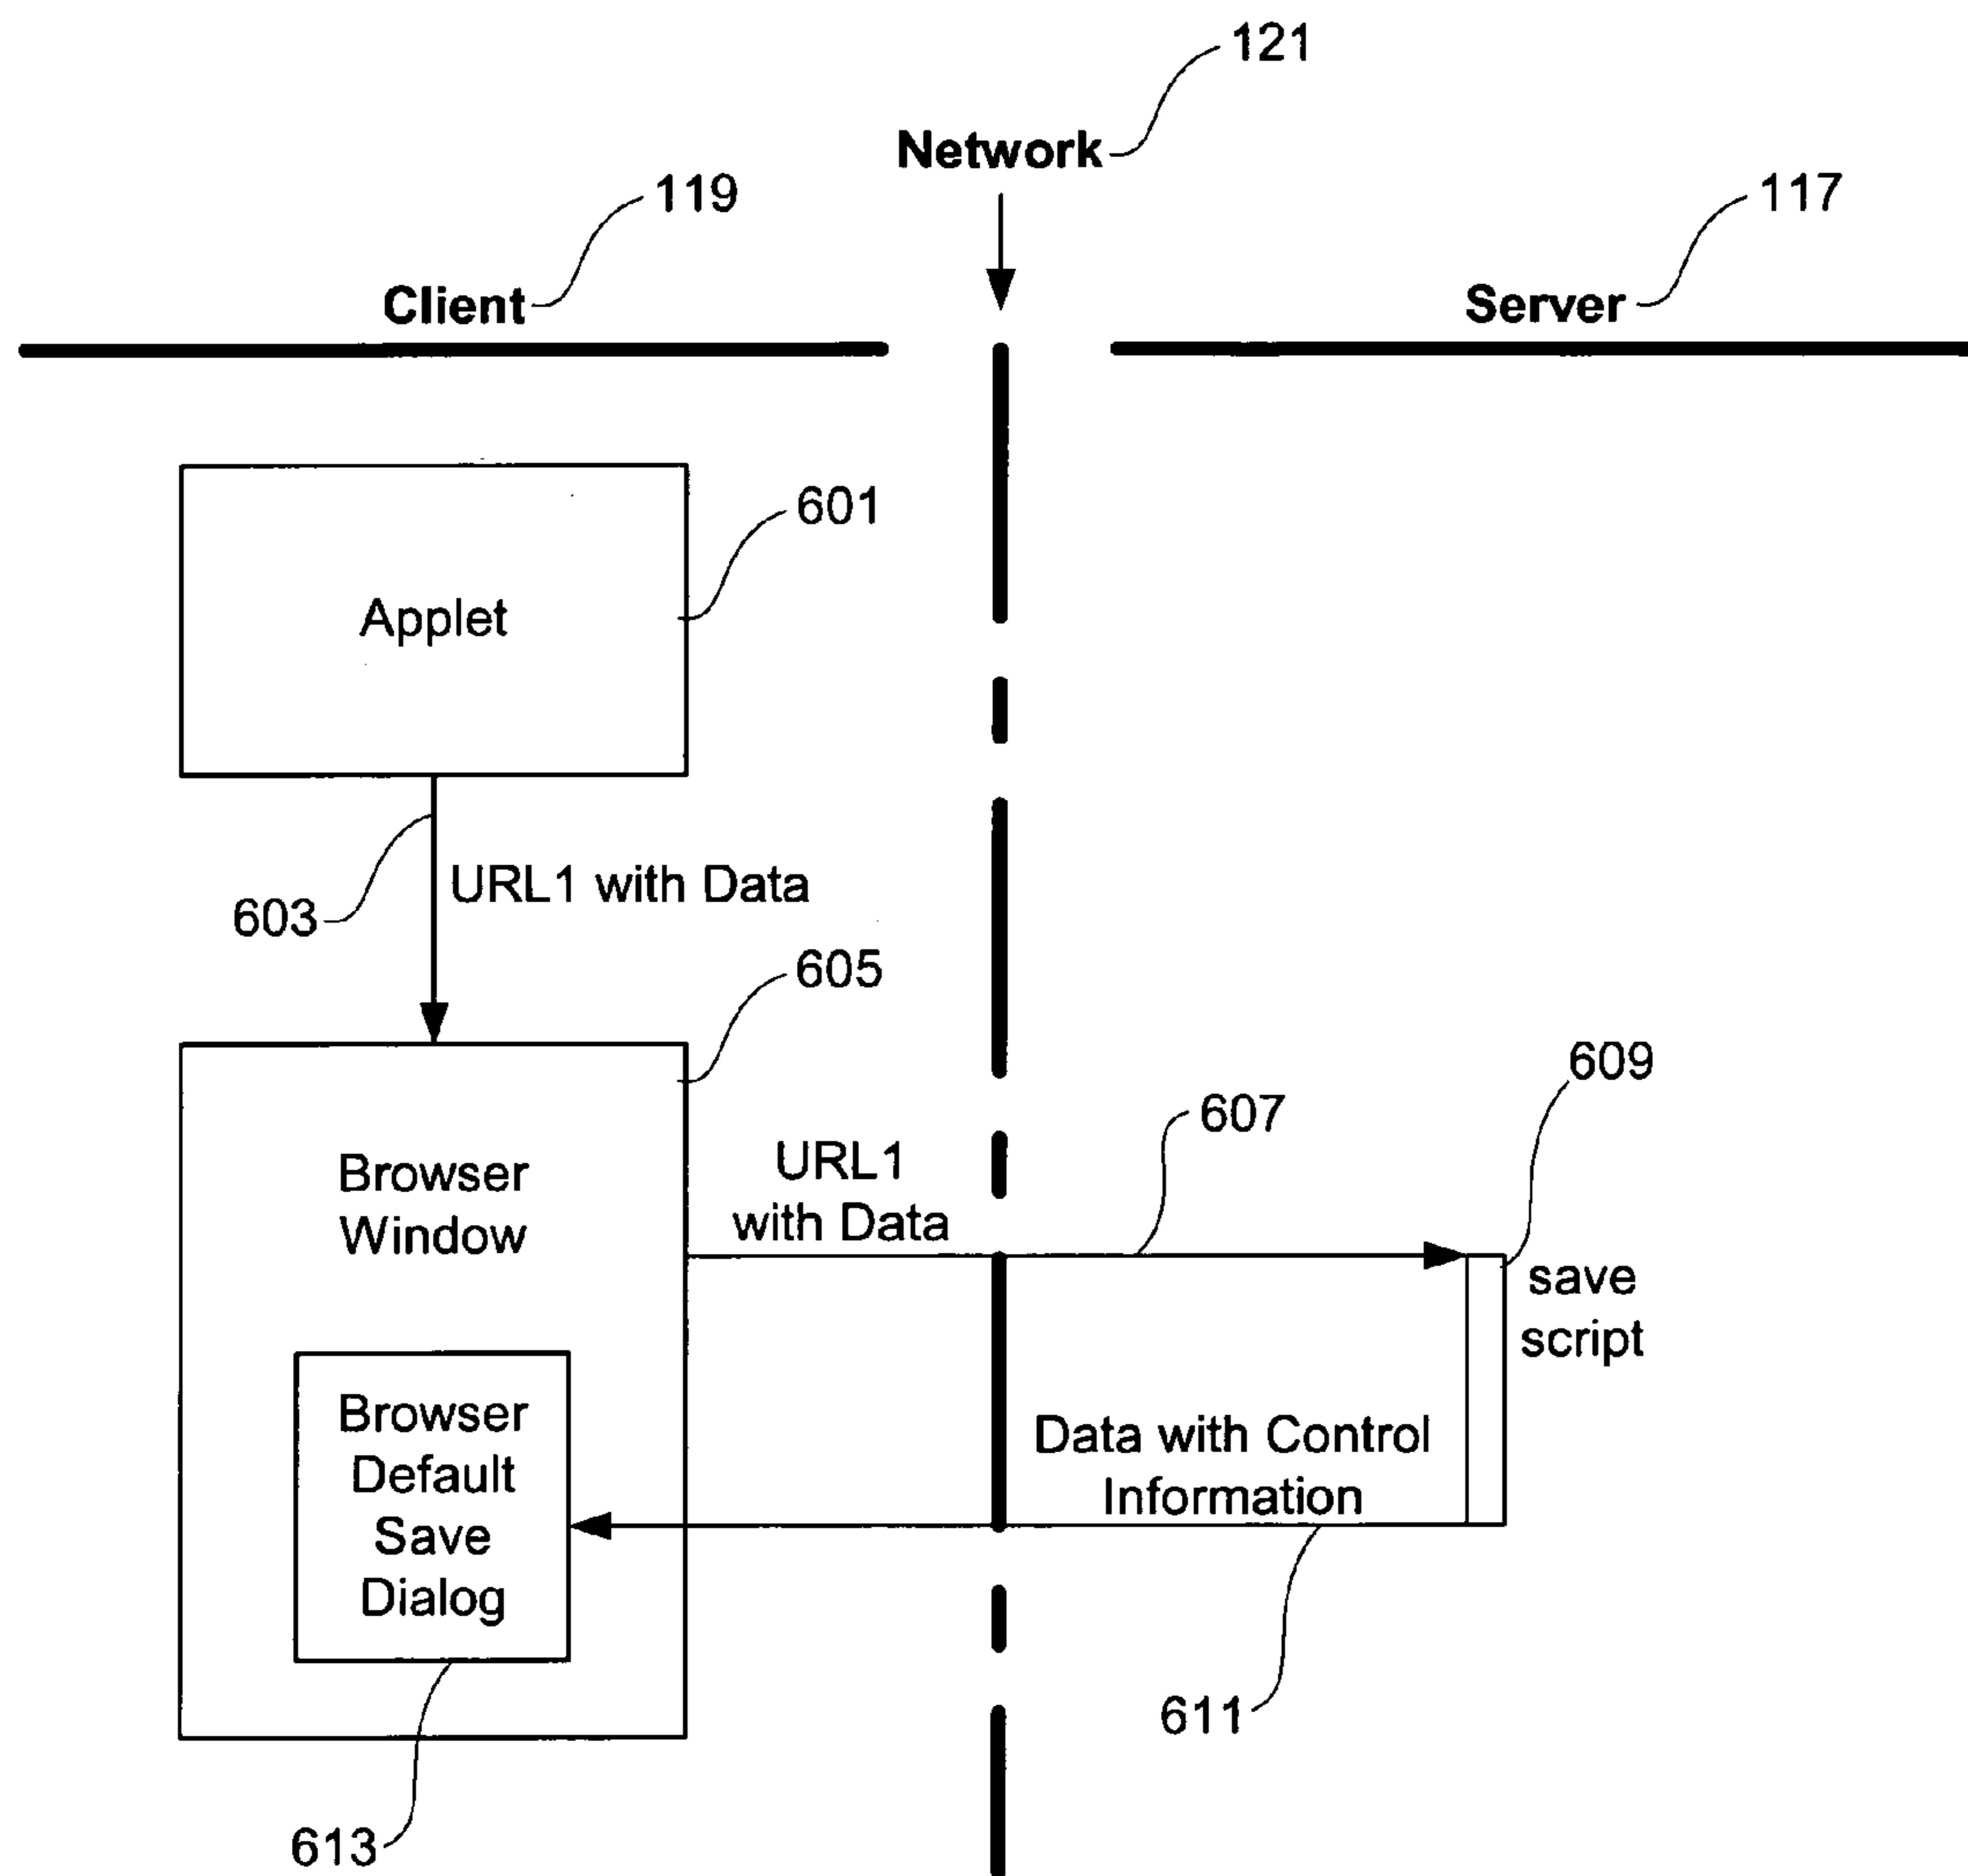 121
Network
119
117
Client
Server
601
Applet
URL1 with Data
603
605
609
607
Browser
Window
URL1
with Data
save
script
Browser
Default
Save
Dialog
Data with Control
Information
611
613